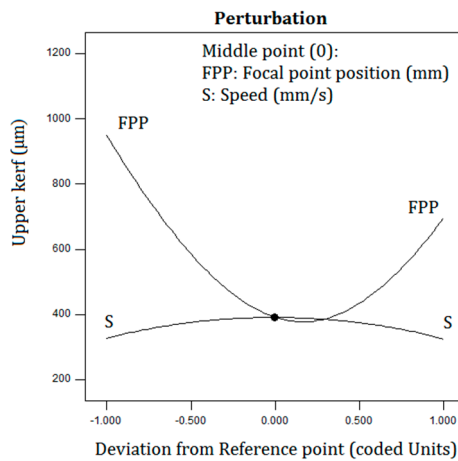 Perturbation
Middle point (0):
FPP: Focal point position (mm)
S: Speed (mm/s)
Upper kerf (µm)
1200
1000
800
600
400
200
FPP
FPP
S
S
-1.000
-0.500
0.000
0.500
1.000
Deviation from Reference point (coded Units)